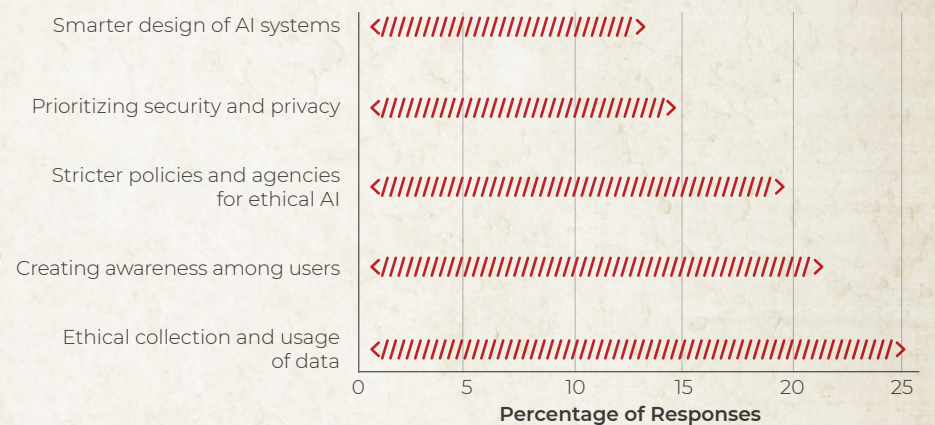 Smarter design of AI systems
Prioritizing security and privacy
Stricter policies and agencies
for ethical AI
Creating awareness among users
Ethical collection and usage
of data
0 5 10 15 20 25
Percentage of Responses